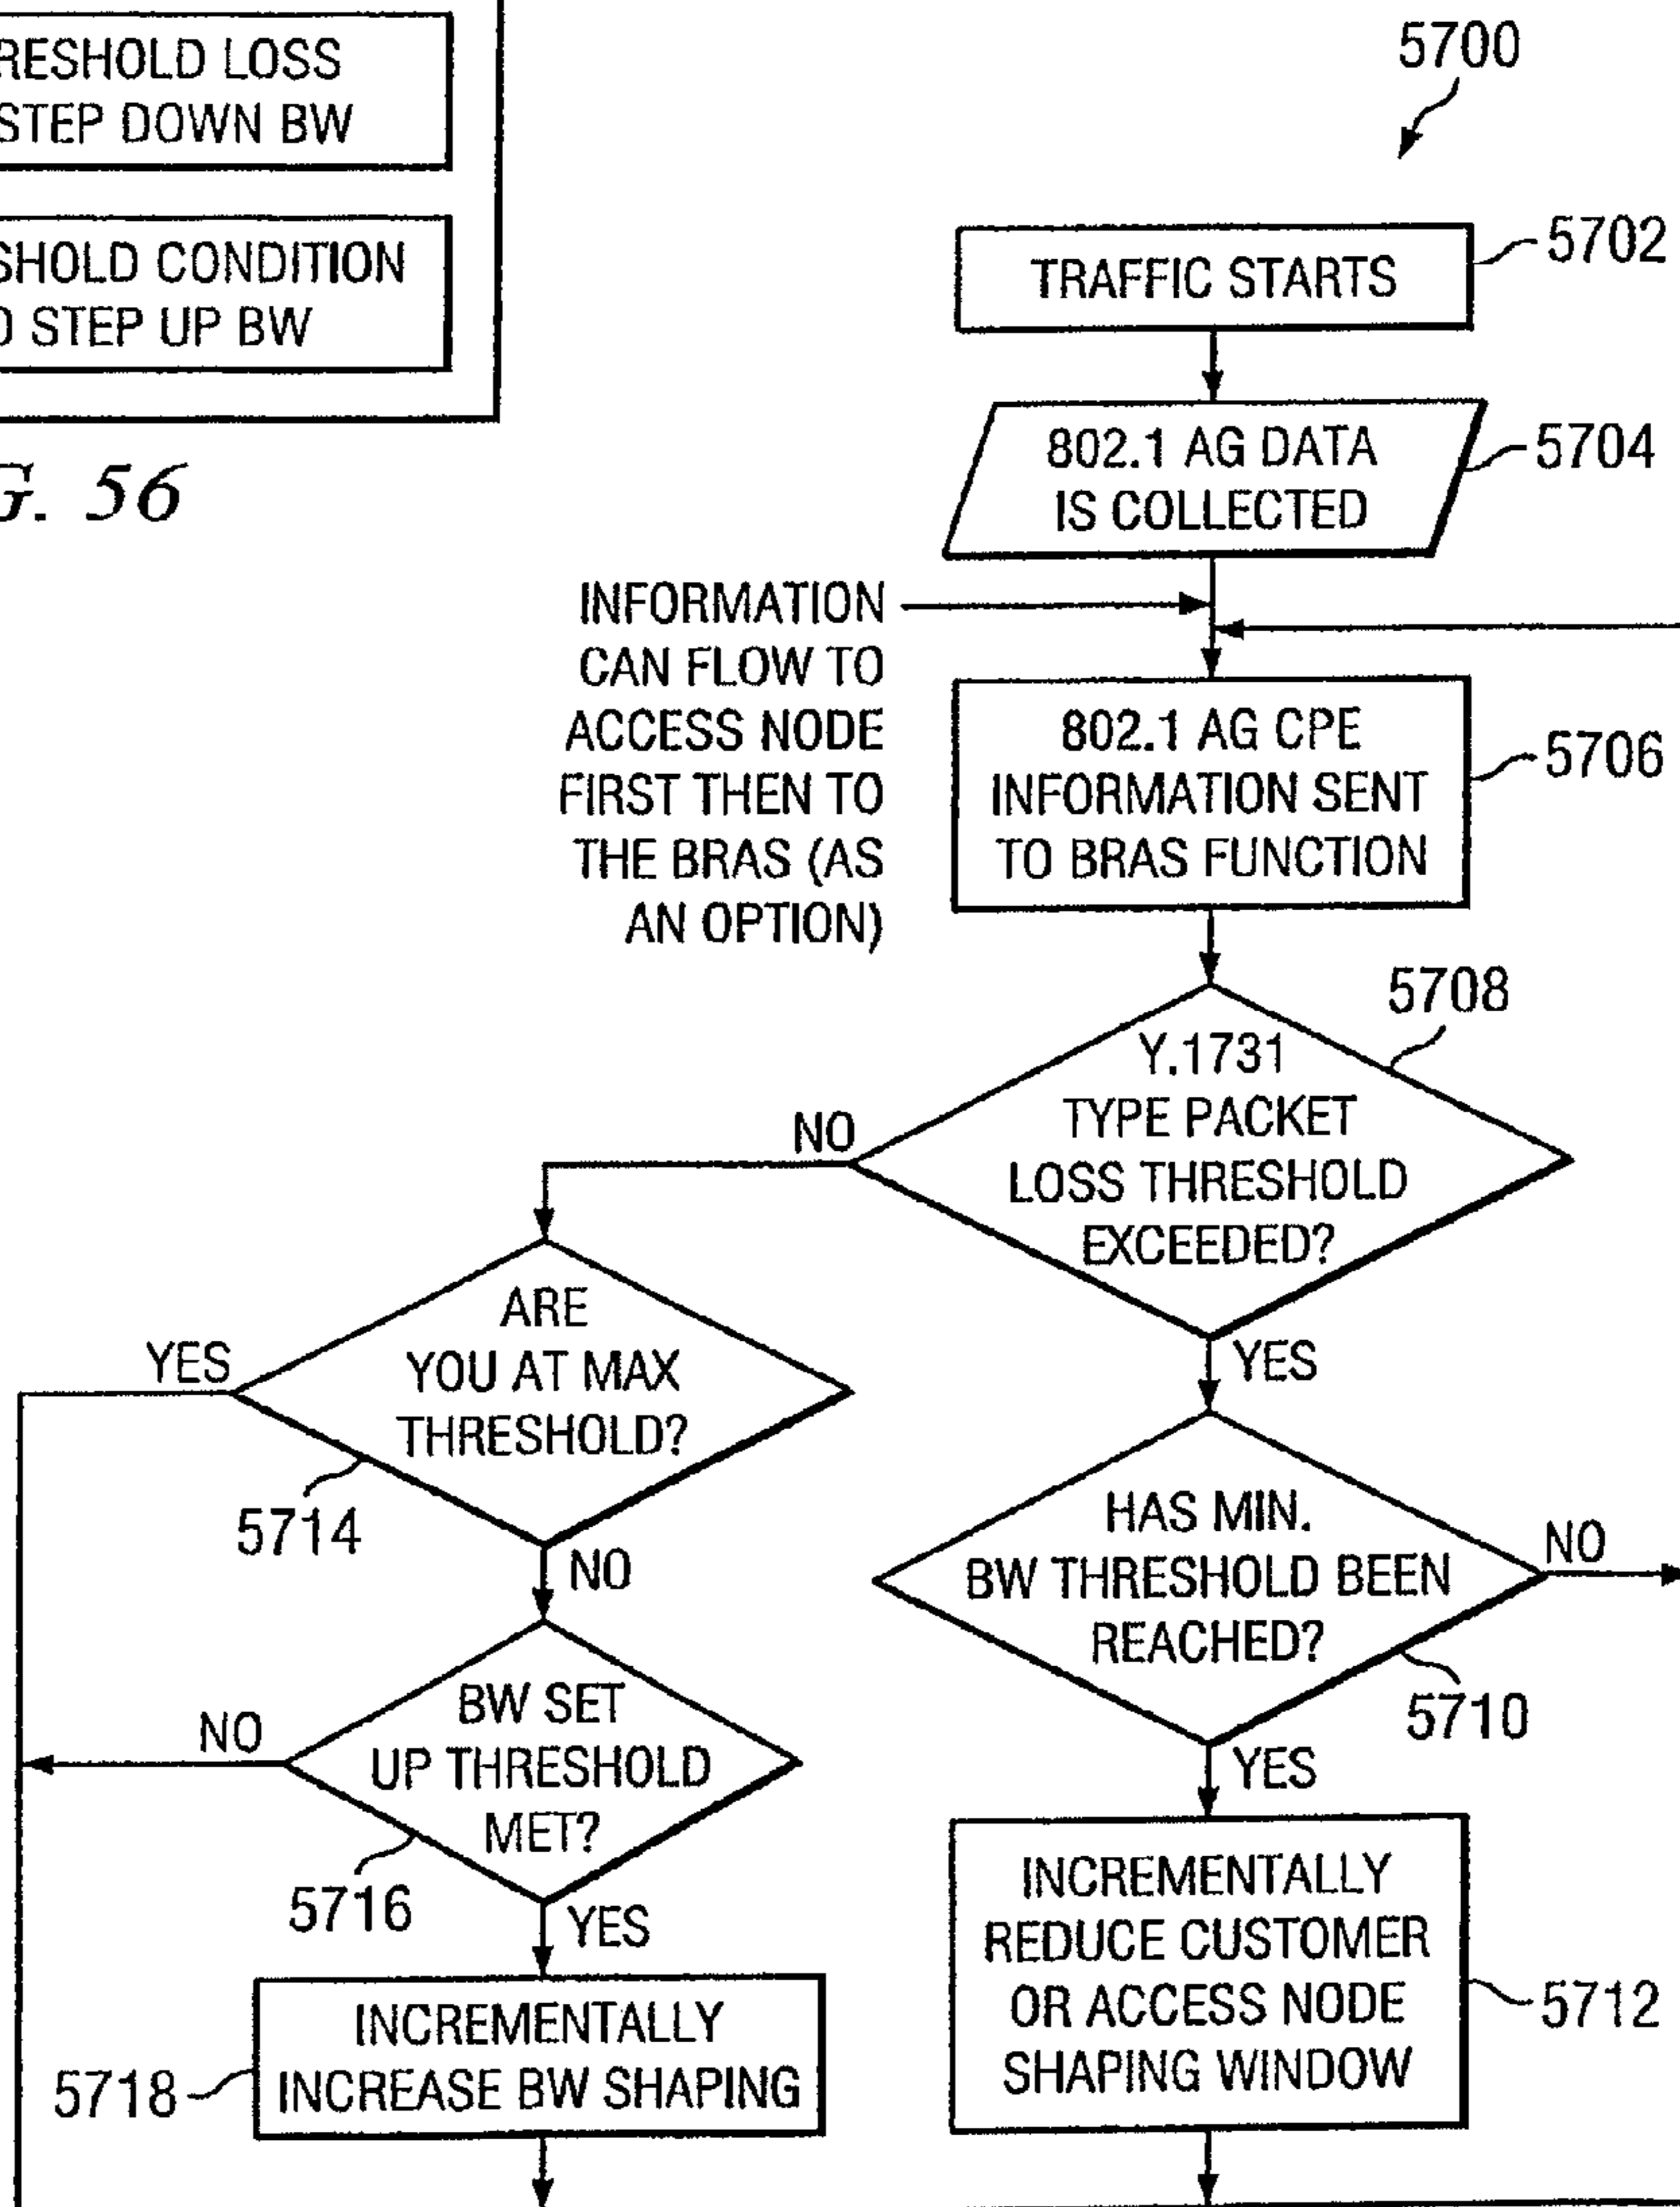 RESHOLD LOSS
STEP DOWN BW
SHOLD CONDITION
STEP UP BW
G. 56
5700
TRAFFIC STARTS
5702
802.1 AG DATA
IS COLLECTED
5704
INFORMATION
CAN FLOW TO
ACCESS NODE
FIRST THEN TO
THE BRAS (AS
AN OPTION)
802.1 AG CPE
INFORMATION SENT
TO BRAS FUNCTION
5706
5708
Y.1731
TYPE PACKET
LOSS THRESHOLD
EXCEEDED?
NO
YES
ARE
YOU AT MAX
THRESHOLD?
YES
5714
NO
HAS MIN.
BW THRESHOLD BEEN
REACHED?
NO
5710
YES
BW SET
UP THRESHOLD
MET?
NO
5716
YES
INCREMENTALLY
REDUCE CUSTOMER
OR ACCESS NODE
SHAPING WINDOW
5712
INCREMENTALLY
INCREASE BW SHAPING
5718